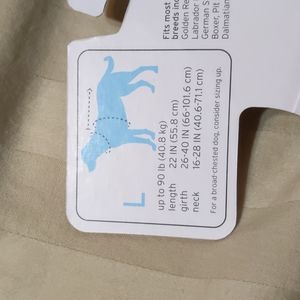 Fits most
breeds inc
Golden Re
Labrador
German S
Boxer, Pit
Dalmatian
L
up to 90 lb (40.8 kg)
length 22 IN (55.8 cm)
girth 26-40 IN (66-101.6 cm)
neck 16-28 IN (40.6-71.1 cm)
For a broad-chested dog, consider sizing up.